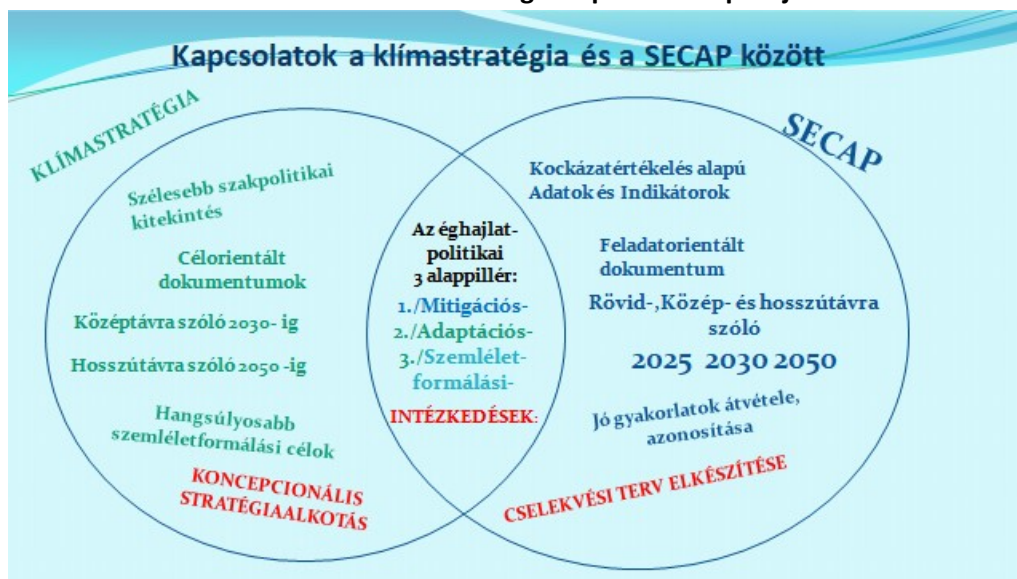 Kapcsolatok a klímastratégia és a SECAP között
KLÍMASTRATÉGIA
Szélesebb szakpolitikai
kitekintés
Célorientált
dokumentumok
Középtávra szóló 2030- ig
Hosszútávra szóló 2050 -ig
Hangsúlyosabb
szemléletformálási célok
KONCEPCIONÁLIS
STRATÉGIAALKOTÁS
Az éghajlat-
politikai
3 alappillér:
1./Mitigációs-
2./Adaptációs-
3./Szemlélet-
formálási-
INTÉZKEDÉSEK:
SECAP
Kockázatértékelés alapú
Adatok és Indikátorok
Feladatorientált
dokumentum
Rövid-,Közép- és hosszútávra
szóló
2025 2030 2050
Jó gyakorlatok átvétele,
azonosítása
CSELEKVÉSI TERV ELKÉSZÍTÉSE